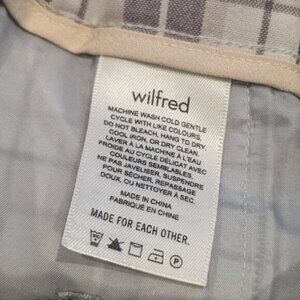 wilfred
MACHINE WASH COLD GENTLE
CYCLE WITH LIKE COLOURS,
DO NOT BLEACH, HANG TO DRY,
COOL IRON, OR DRY CLEAN.
LAVER À LA MACHINE À L'EAU
FROIDE AU CYCLE DÉLICAT AVEC
COULEURS SEMBLABLES,
NE PAS JAVELISER, SUSPENDRE
POUR SÉCHER, REPASSAGE
DOUX, OU NETTOYER À SEC.
MADE IN CHINA
FABRIQUÉ EN CHINE
MADE FOR EACH OTHER.
P